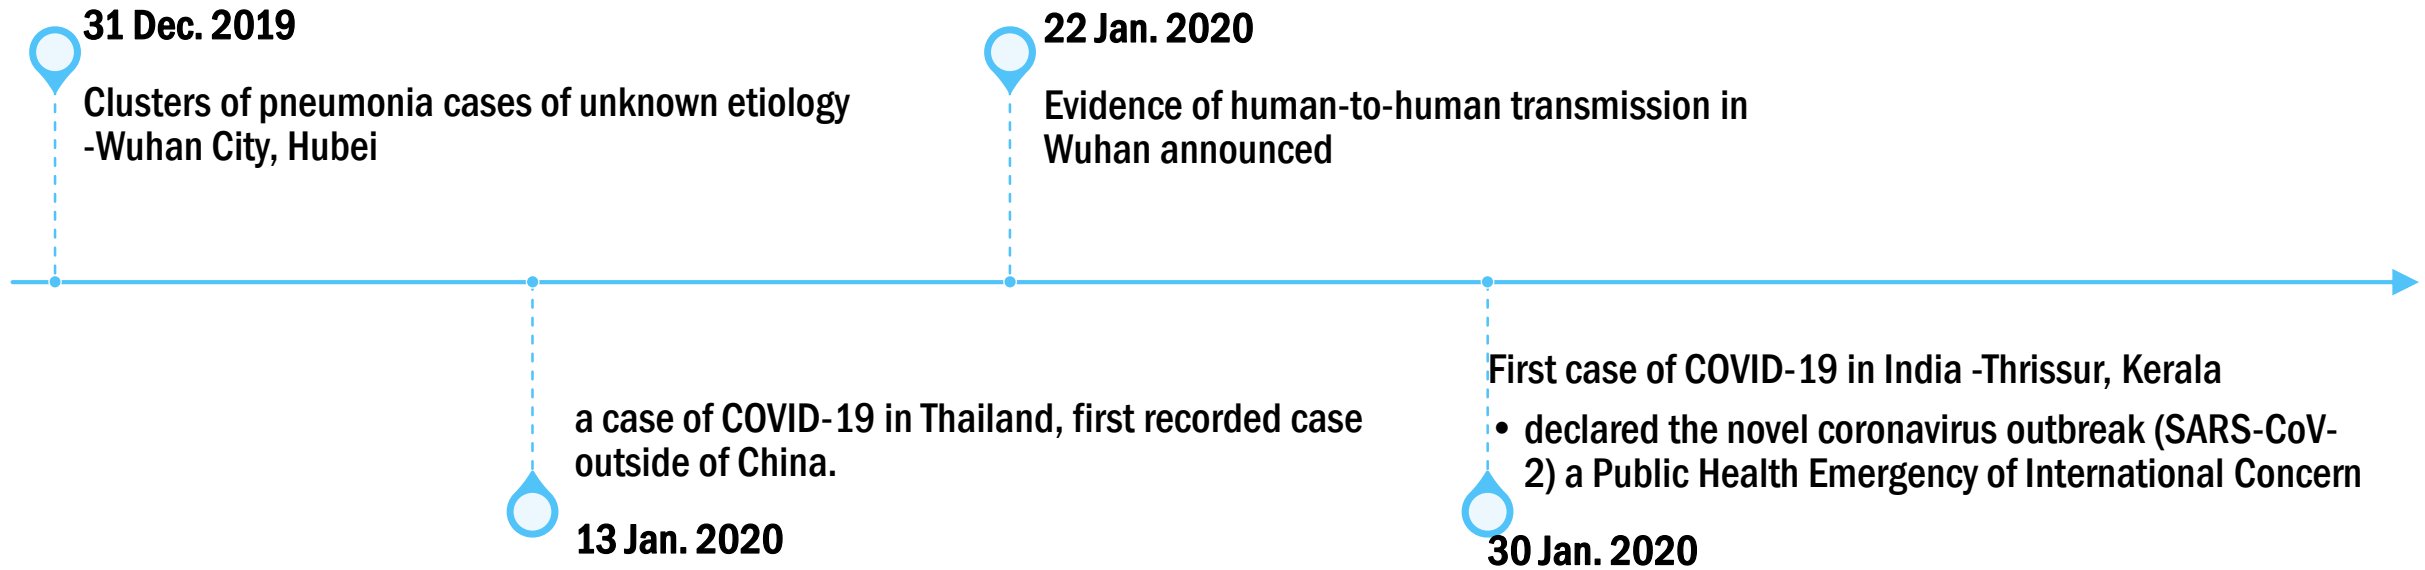 31 Dec. 2019
Clusters of pneumonia cases of unknown etiology
-Wuhan City, Hubei
22 Jan. 2020
Evidence of human-to-human transmission in
Wuhan announced
a case of COVID-19 in Thailand, first recorded case
outside of China.
13 Jan. 2020
First case of COVID-19 in India -Thrissur, Kerala
• declared the novel coronavirus outbreak (SARS-CoV-
2) a Public Health Emergency of International Concern
30 Jan. 2020